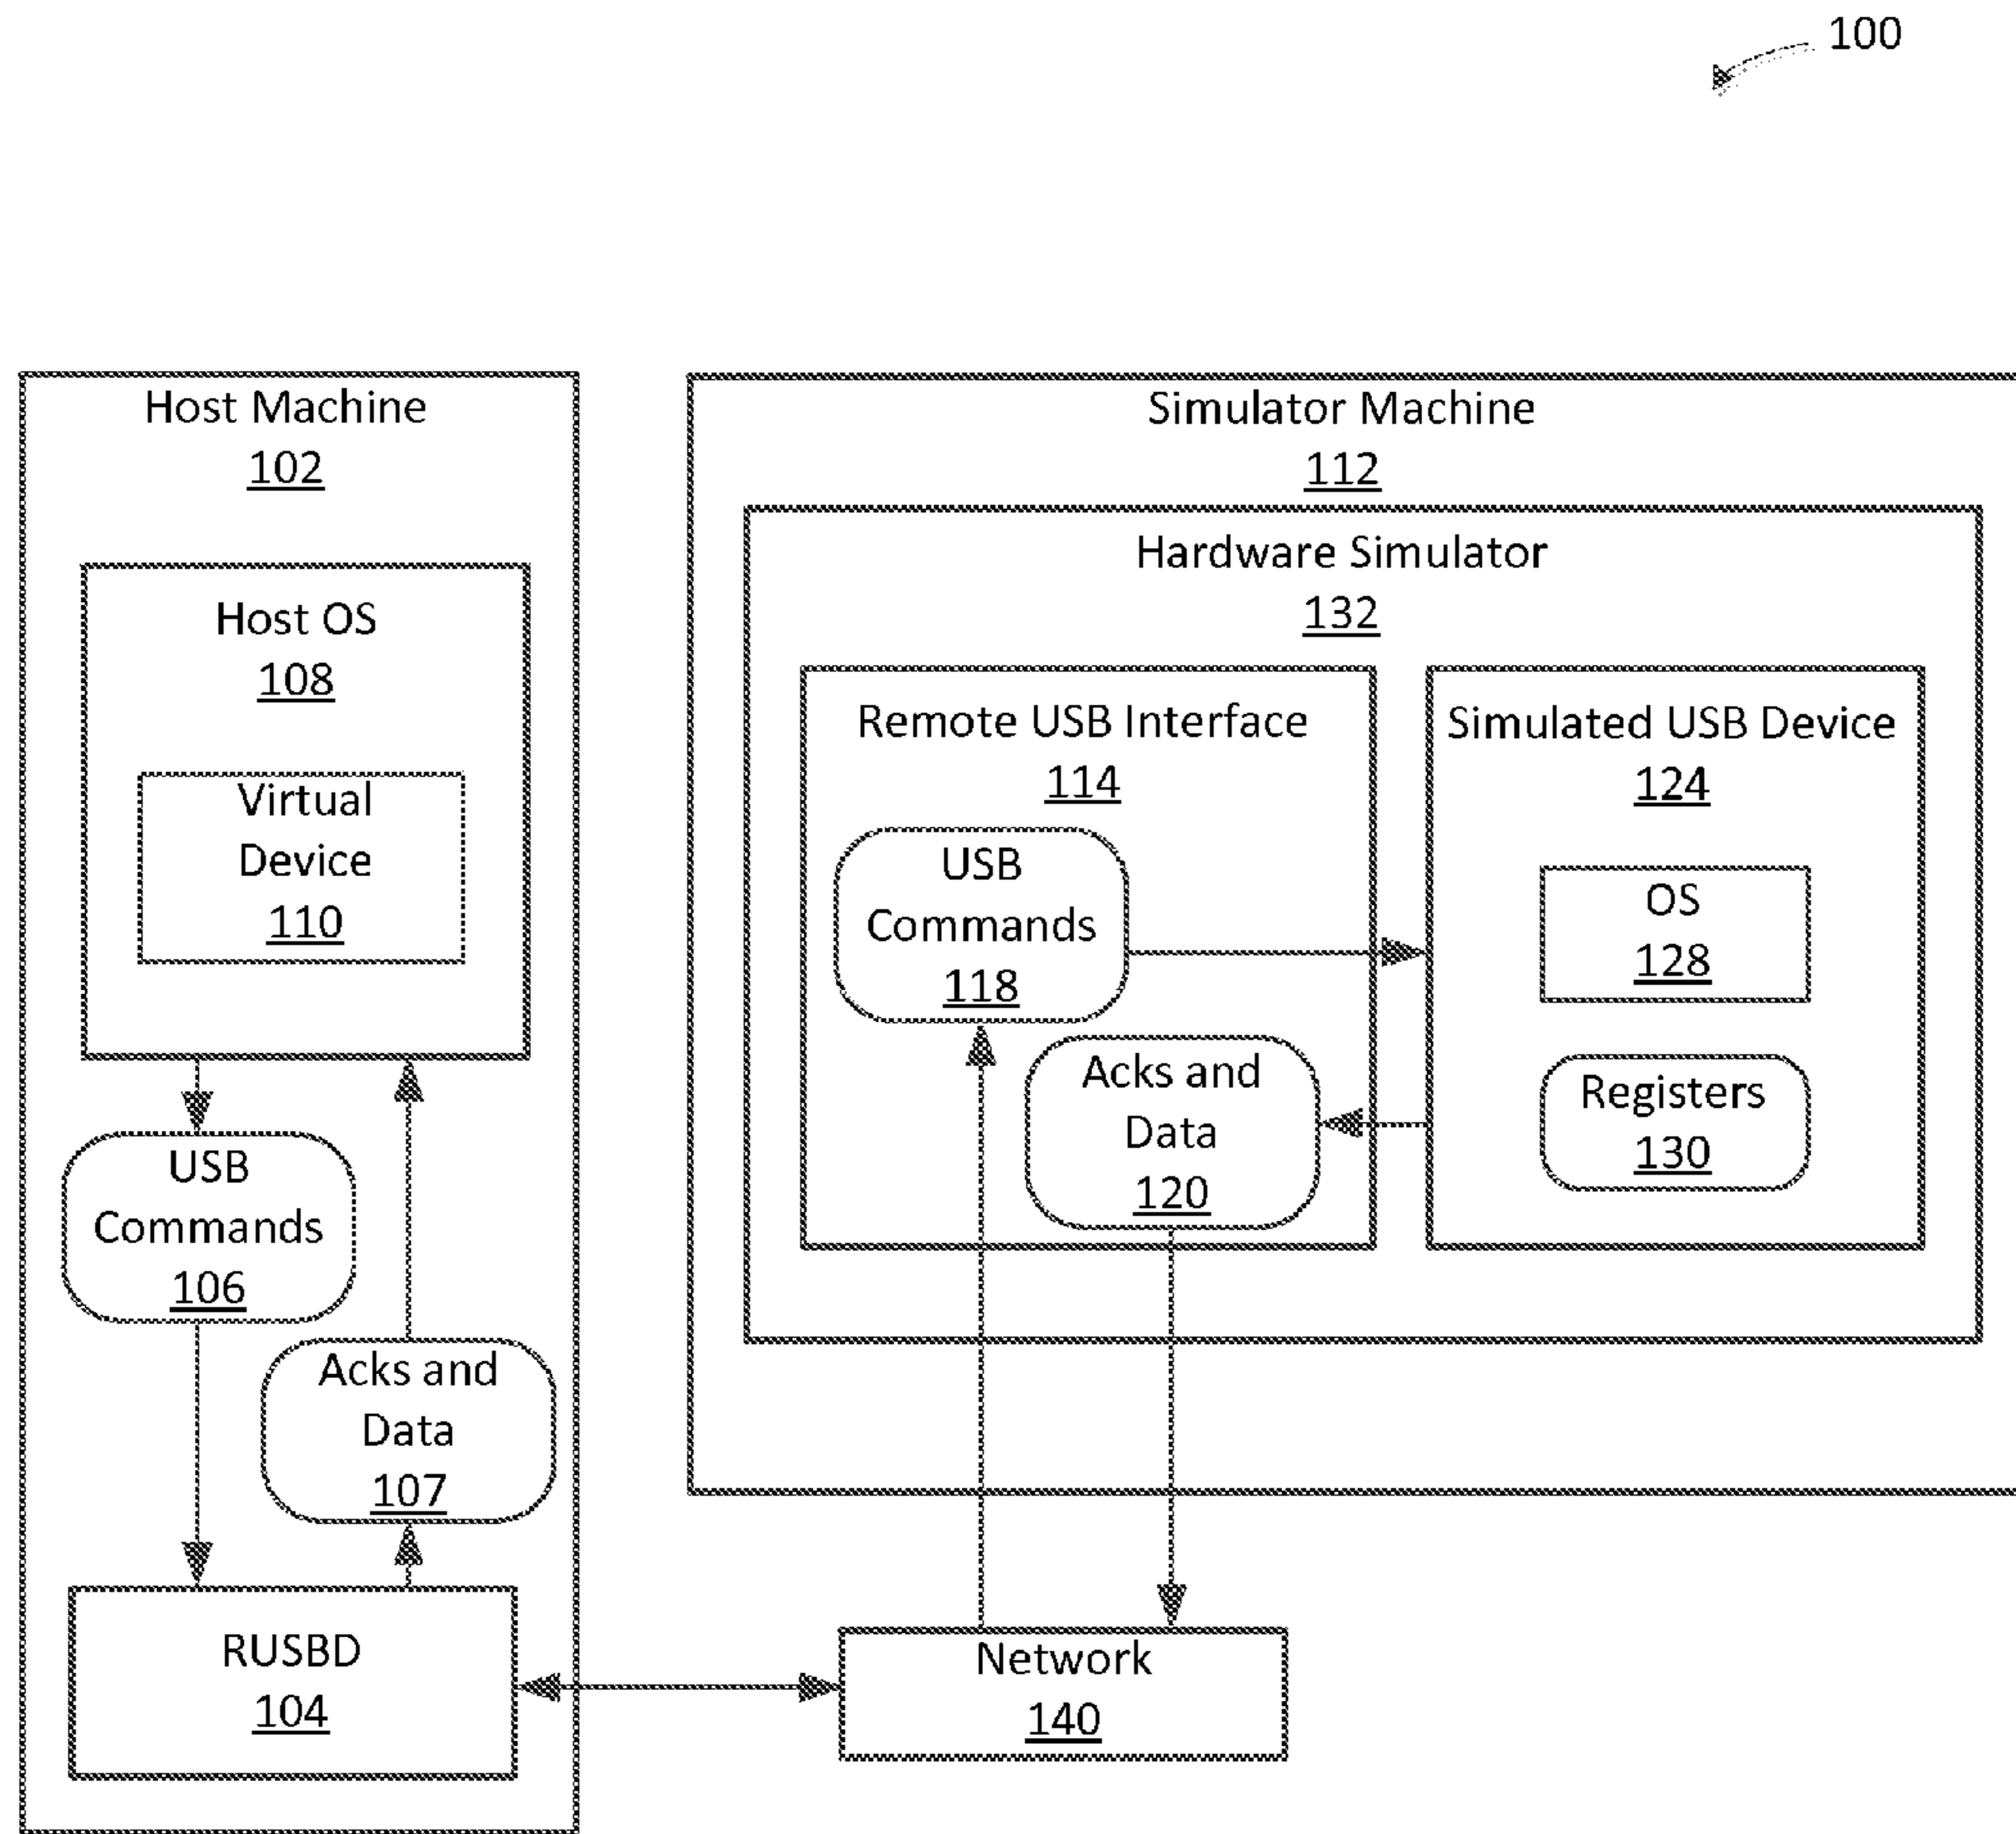 100
Host Machine
102
Host OS
108
Virtual
Device
110
USB
Commands
106
Acks and
Data
107
RUSBD
104
Simulator Machine
112
Hardware Simulator
132
Remote USB Interface
114
USB
Commands
118
Acks and
Data
120
Simulated USB Device
124
OS
128
Registers
130
Network
140